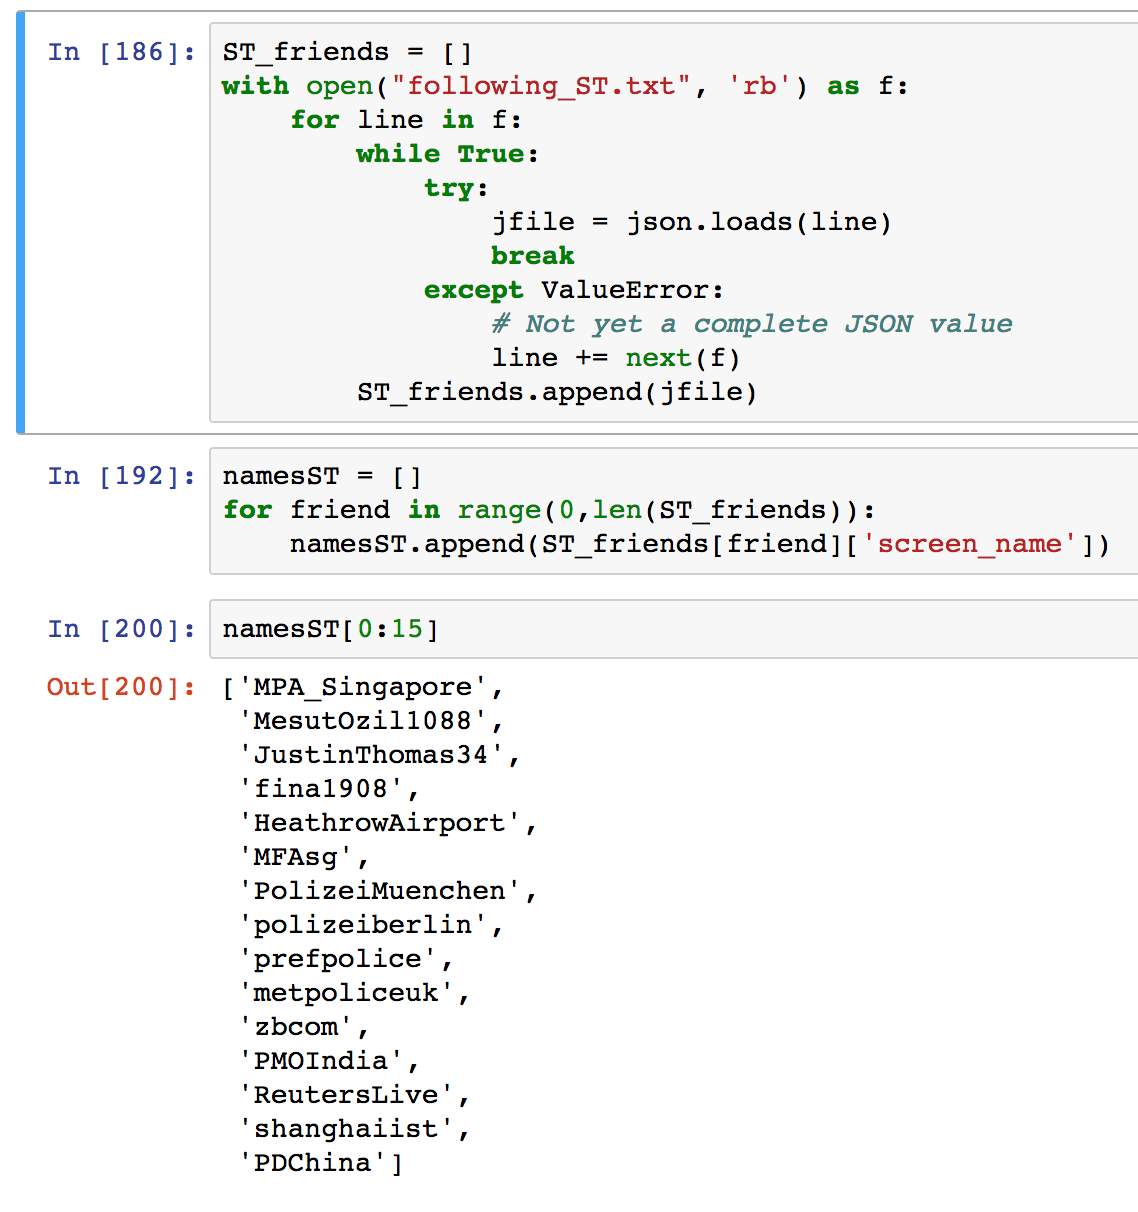 In [186]: ST_friends = []
with open("following_ST.txt", 'rb') as f:
    for line in f:
        while True:
            try:
                jfile = json.loads(line)
                break
            except ValueError:
                # Not yet a complete JSON value
                line += next(f)
        ST_friends.append(jfile)
In [192]: namesST = []
for friend in range(0,len(ST_friends)):
    namesST.append(ST_friends[friend]['screen_name'])
In [200]: namesST[0:15]
Out[200]: ['MPA_Singapore',
 'MesutOzil1088',
 'JustinThomas34',
 'fina1908',
 'HeathrowAirport',
 'MFAsg',
 'PolizeiMuenchen',
 'polizeiberlin',
 'prefpolice',
 'metpoliceuk',
 'zbcom',
 'PMOIndia',
 'ReutersLive',
 'shanghaiist',
 'PDChina']